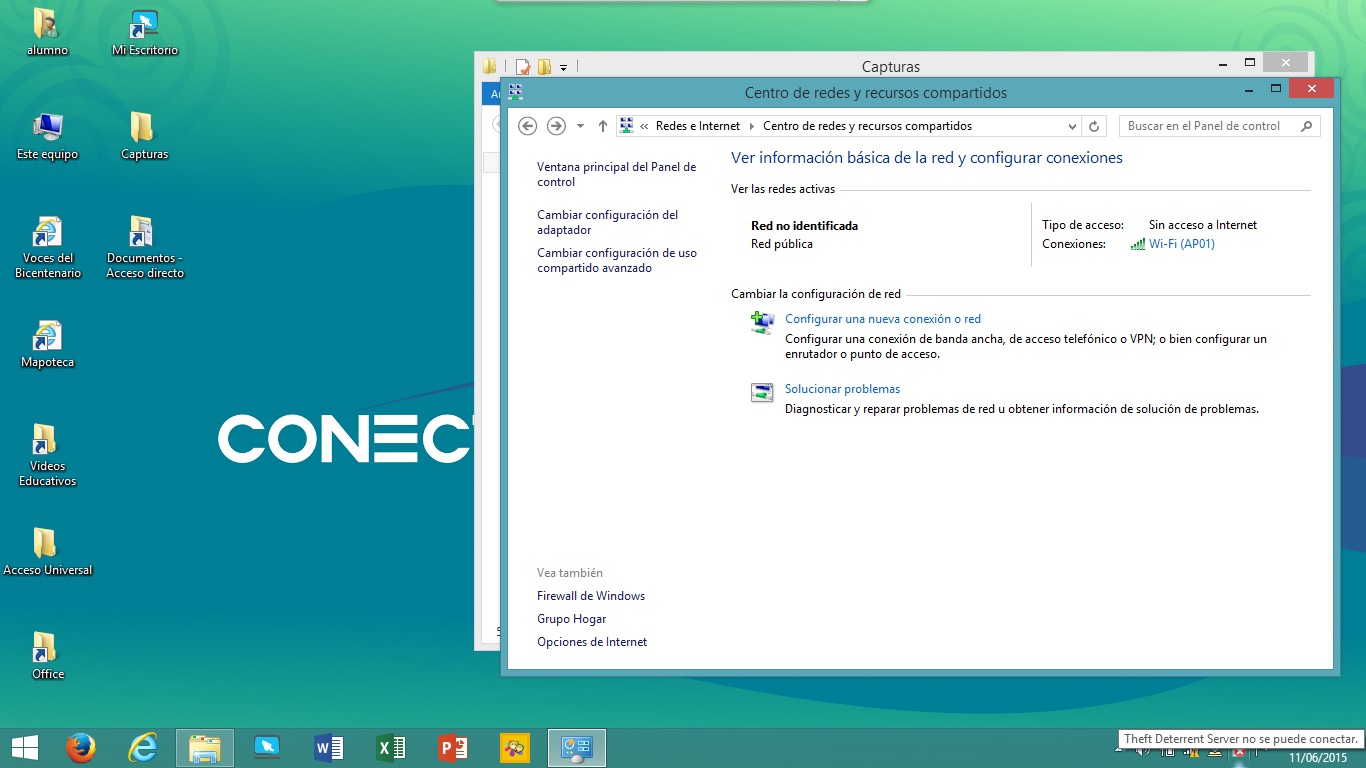 alumno
Mi Escritorio
Este equipo
Capturas
Voces del
Bicentenario
Documentos -
Acceso directo
Mapoteca
Videos
Educativos
Acceso Universal
Office
CONEC
Capturas
Centro de redes y recursos compartidos
« Redes e Internet
Centro de redes y recursos compartidos
Buscar en el Panel de control
Ventana principal del Panel de
control
Cambiar configuración del
adaptador
Cambiar configuración de uso
compartido avanzado
Vea también
Firewall de Windows
Grupo Hogar
Opciones de Internet
Ver información básica de la red y configurar conexiones
Ver las redes activas
Red no identificada
Red pública
Tipo de acceso: Sin acceso a Internet
Conexiones: Wi-Fi (AP01)
Cambiar la configuración de red
Configurar una nueva conexión o red
Configurar una conexión de banda ancha, de acceso telefónico o VPN; o bien configurar un
enrutador o punto de acceso.
Solucionar problemas
Diagnosticar y reparar problemas de red u obtener información de solución de problemas.
Theft Deterrent Server no se puede conectar.
11/06/2015